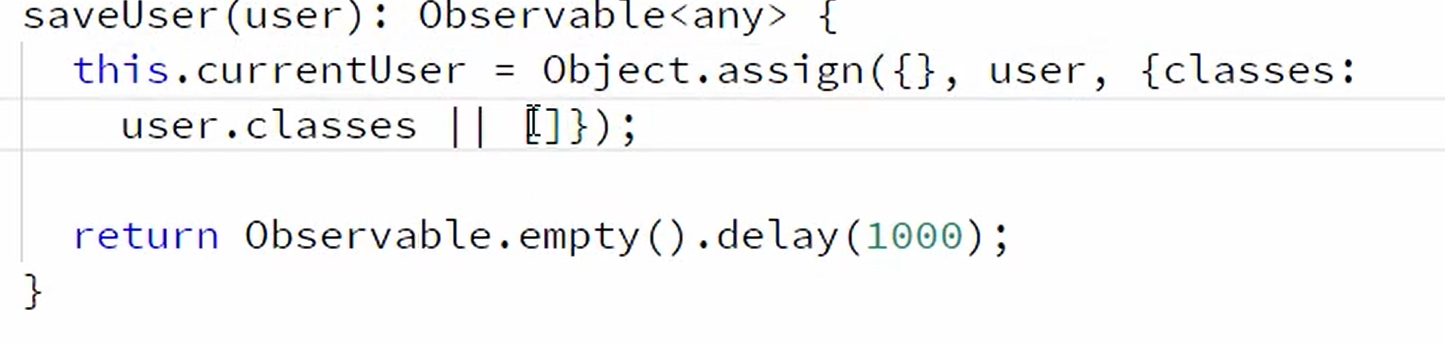 saveUser(user): Observable<any> {
this.currentUser = Object.assign({}, user, {classes:
user.classes || []});
return Observable.empty().delay(1000);
}